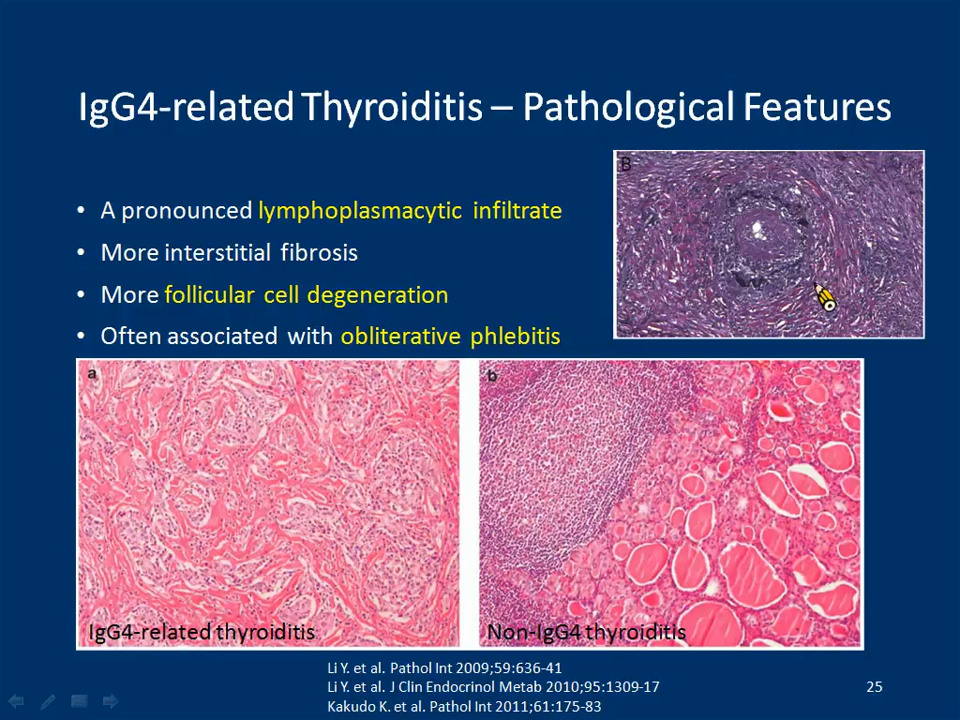 IgG4-related Thyroiditis – Pathological Features
B
• A pronounced lymphoplasmacytic infiltrate
• More interstitial fibrosis
• More follicular cell degeneration
• Often associated with obliterative phlebitis
a
b
IgG4-related thyroiditis
Non-IgG4 thyroiditis
Li Y. et al. Pathol Int 2009;59:636-41
Li Y. et al. J Clin Endocrinol Metab 2010;95:1309-17
Kakudo K. et al. Pathol Int 2011;61:175-83
25